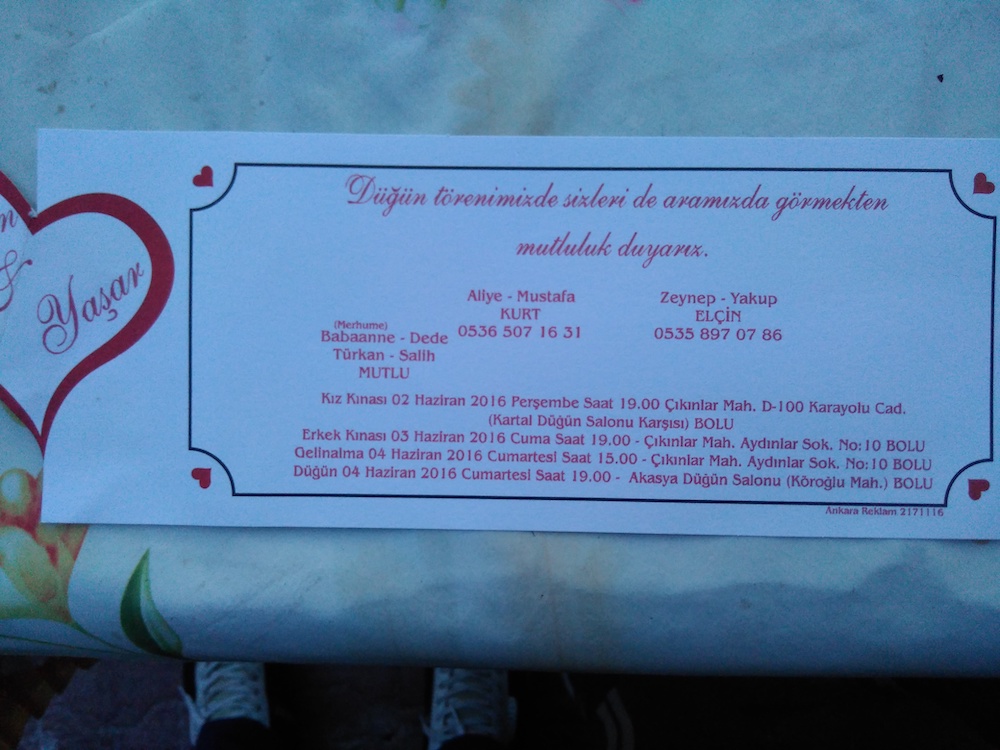 &
Yaşar
Düğün törenimizde sizleri de aramızda görmekten
mutluluk duyarız.
(Merhume)
Babaanne - Dede
Türkan - Salih
MUTLU
Aliye - Mustafa
KURT
0536 507 16 31
Zeynep - Yakup
ELÇİN
0535 897 07 86
Kız Kınası 02 Haziran 2016 Perşembe Saat 19.00 Çıkınlar Mah. D-100 Karayolu Cad.
(Kartal Düğün Salonu Karşısı) BOLU
Erkek Kınası 03 Haziran 2016 Cuma Saat 19.00 - Çıkınlar Mah. Aydınlar Sok. No:10 BOLU
Gelinalma 04 Haziran 2016 Cumartesi Saat 15.00 - Çıkınlar Mah. Aydınlar Sok. No:10 BOLU
Düğün 04 Haziran 2016 Cumartesi Saat 19.00 - Akasya Düğün Salonu (Köroğlu Mah.) BOLU
Ankara Reklam 2171116